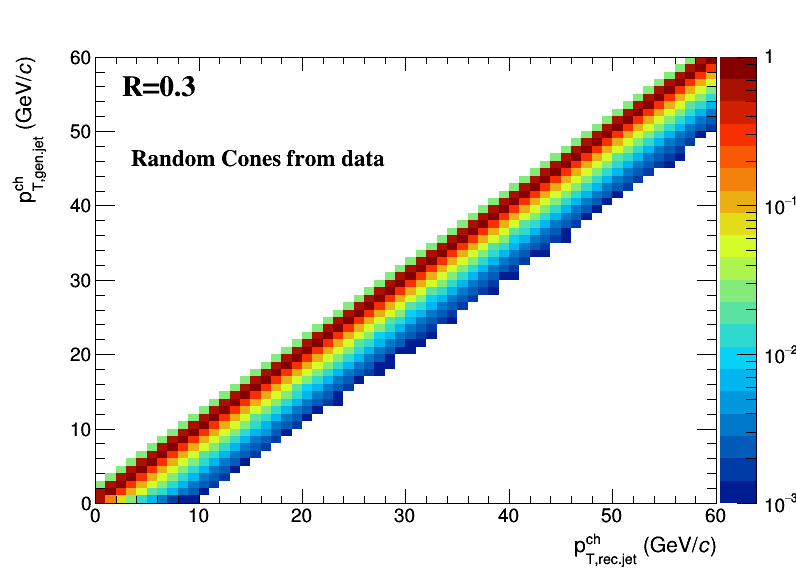 R=0.3
Random Cones from data
p^ch_T,gen.jet (GeV/c)
60
50
40
30
20
10
0
0 10 20 30 40 50 60
p^ch_T,rec.jet (GeV/c)
1
10^−1
10^−2
10^−3